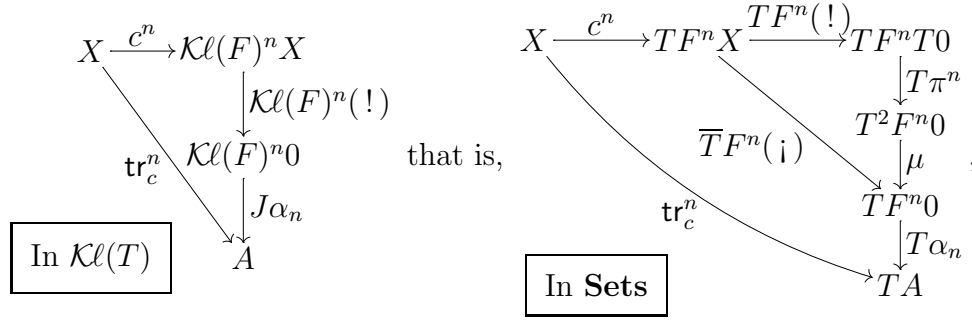 X c^n 𝒦ℓ(F)^n X
𝒦ℓ(F)^n(!)
𝒦ℓ(F)^n 0
tr_c^n
Jα_n
A
In 𝒦ℓ(T)
that is,
X c^n TF^n X TF^n(!) TF^n T0
Tπ^n
T^2 F^n 0
T̅F^n(¡)
μ
TF^n 0
tr_c^n
Tα_n
TA
In Sets
,